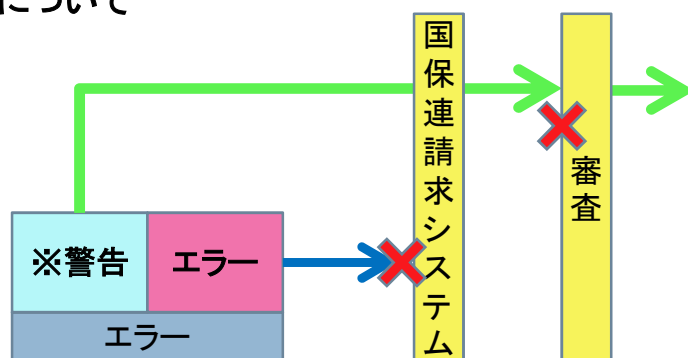 について
国保連請求システム
審査
※警告
エラー
エラー